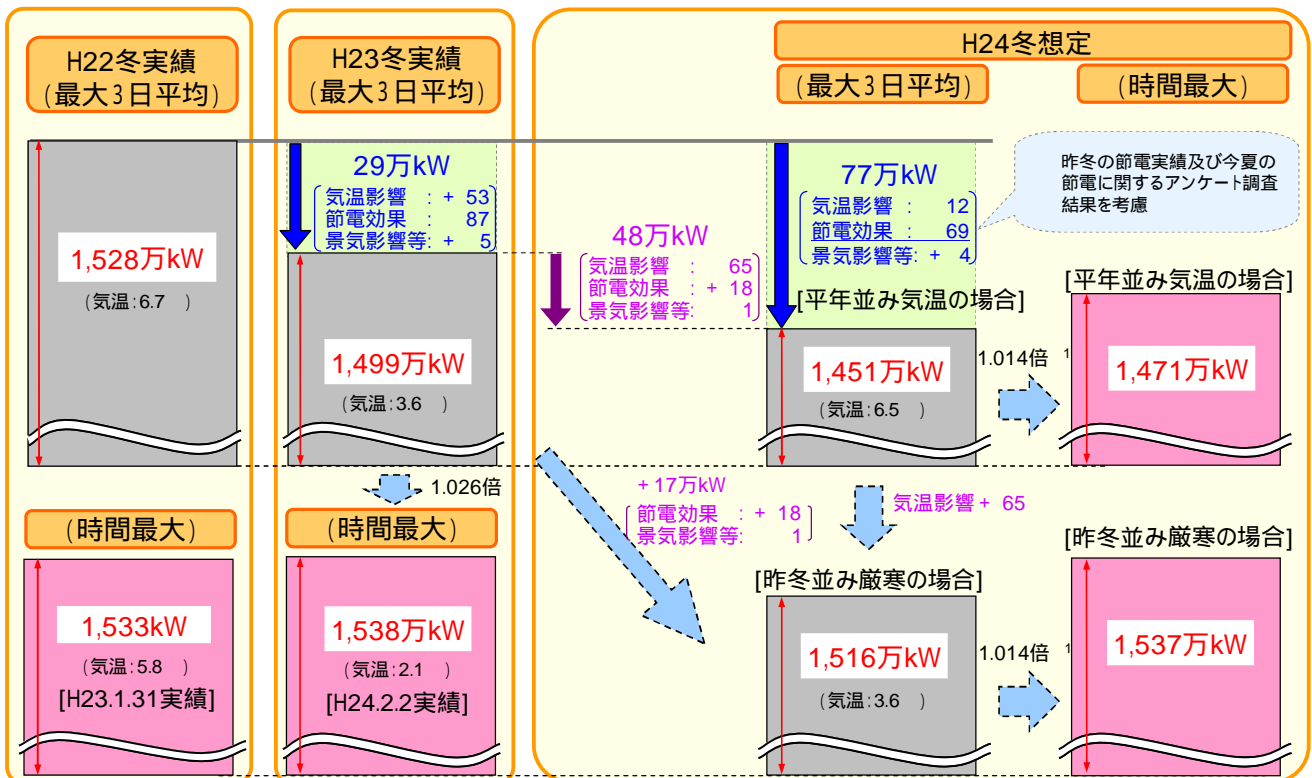 H22冬実績
(最大3日平均)
1,528万kW
(気温:6.7　)
(時間最大)
1,533kW
(気温:5.8　)
[H23.1.31実績]
H23冬実績
(最大3日平均)
29万kW
気温影響　: + 53
節電効果　:　87
景気影響等: +　5
1,499万kW
(気温:3.6　)
1.026倍
(時間最大)
1,538万kW
(気温:2.1　)
[H24.2.2実績]
H24冬想定
(最大3日平均)
(時間最大)
48万kW
気温影響　:　65
節電効果　: + 18
景気影響等:　1
77万kW
気温影響　:　12
節電効果　:　69
景気影響等: +　4
昨冬の節電実績及び今夏の
節電に関するアンケート調査
結果を考慮
[平年並み気温の場合]
1,451万kW
(気温:6.5　)
1.014倍　1
[平年並み気温の場合]
1,471万kW
+ 17万kW
節電効果　: + 18
景気影響等:　1
気温影響 + 65
[昨冬並み厳寒の場合]
1,516万kW
(気温:3.6　)
1.014倍　1
[昨冬並み厳寒の場合]
1,537万kW